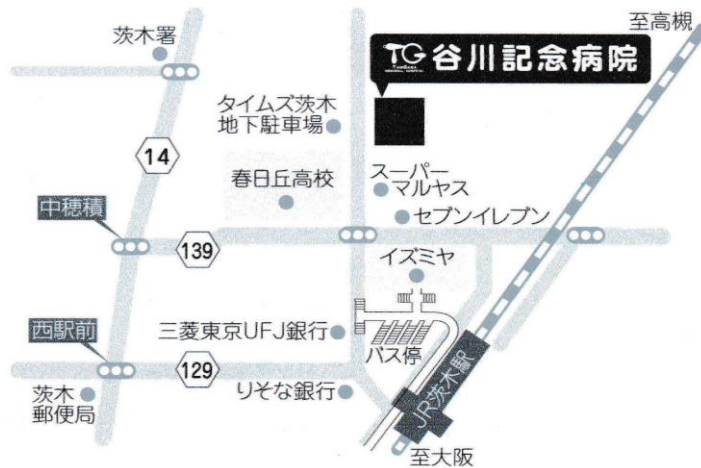 至高槻
茨木署
TG 谷川記念病院
タイムズ茨木
地下駐車場
14
スーパー
マルヤス
春日丘高校
中穂積
セブンイレブン
139
イズミヤ
西駅前
三菱東京UFJ銀行
バス停
129
りそな銀行
JR茨木駅
茨木
郵便局
至大阪